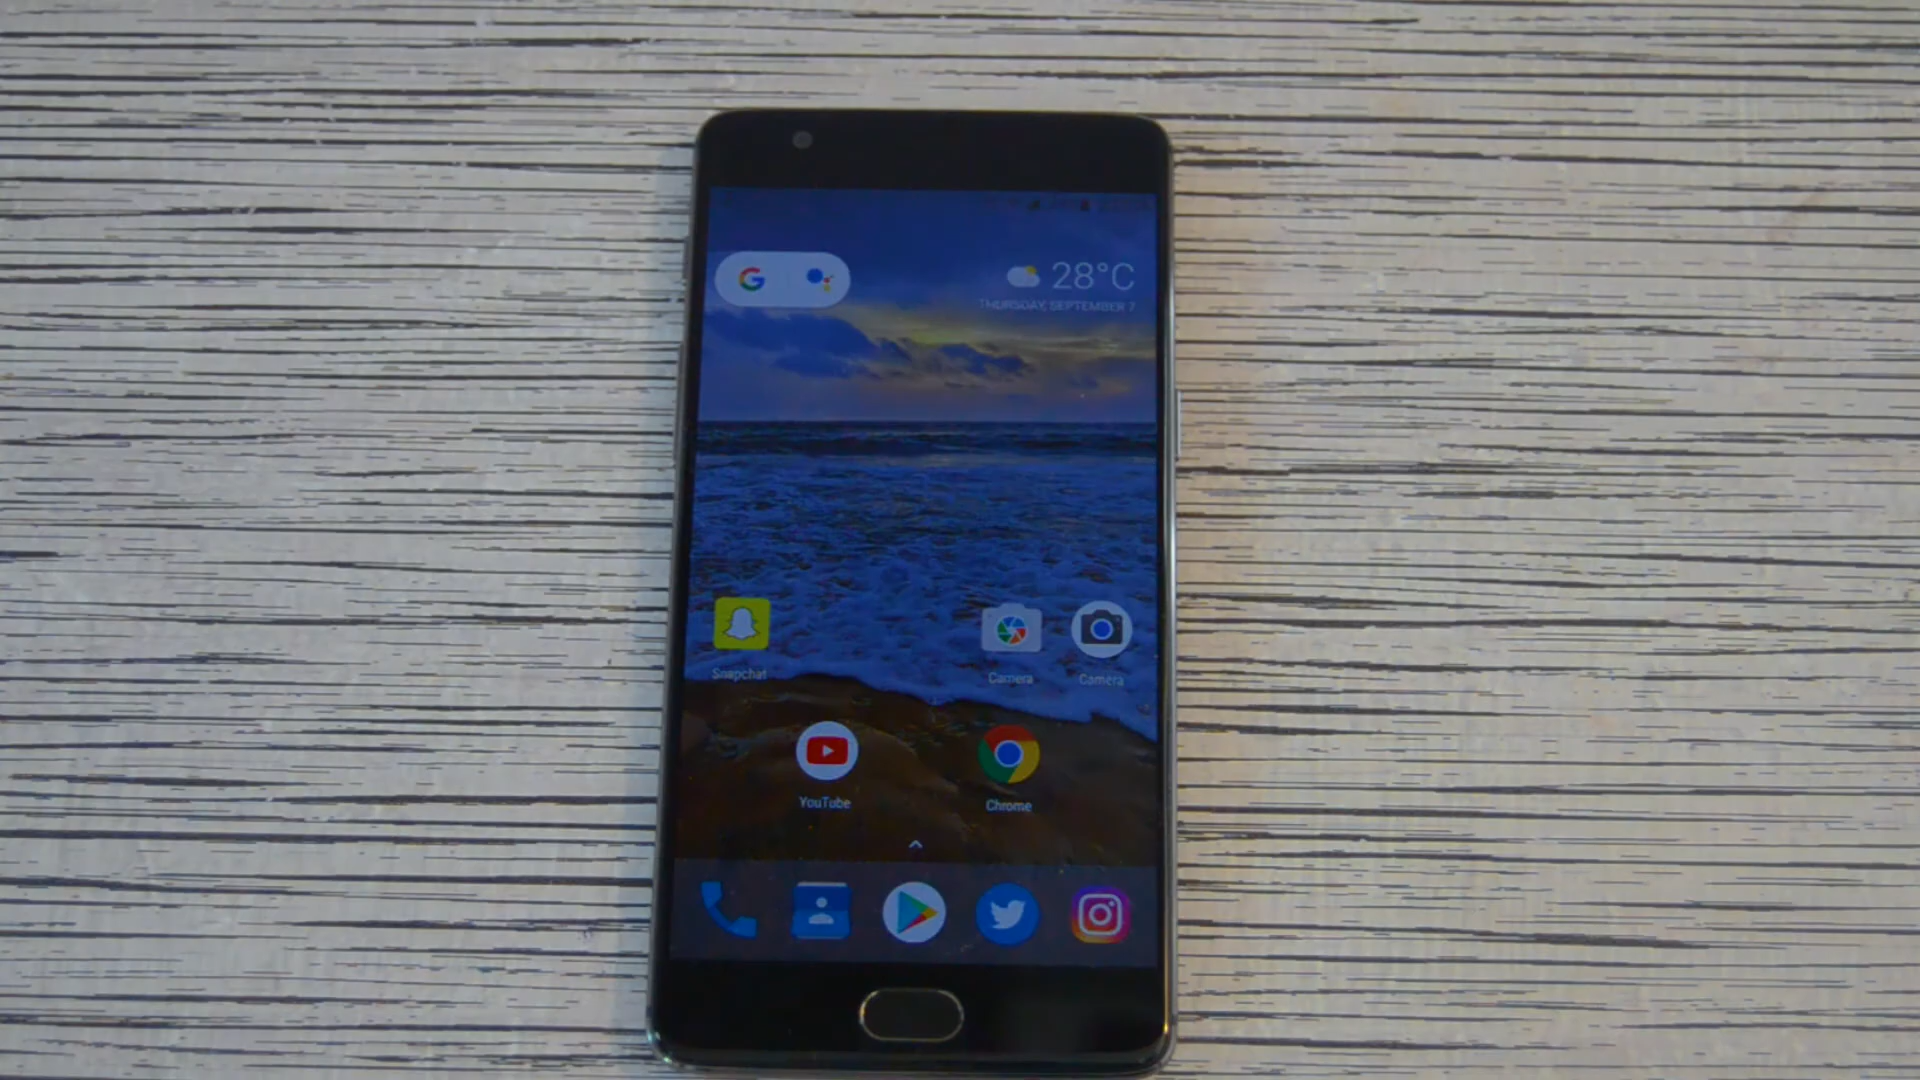 28°C
THURSDAY, SEPTEMBER 7
Snapchat
Camera
Camera
YouTube
Chrome